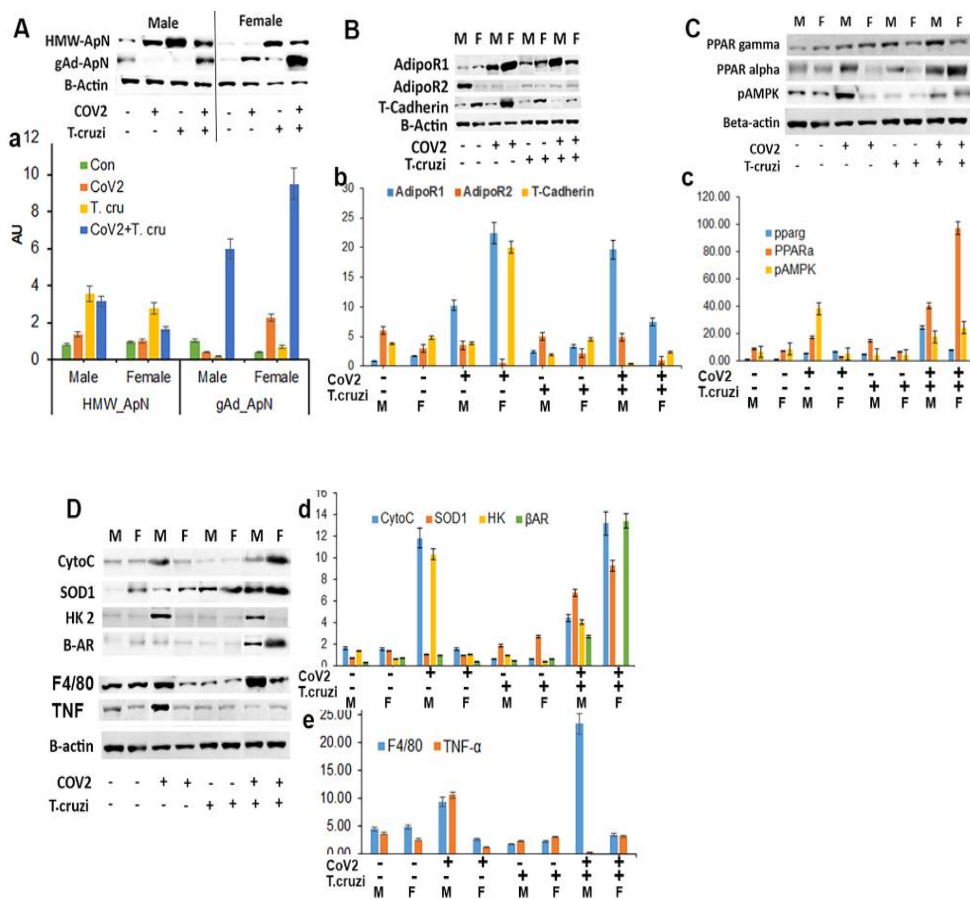 A
Male Female
HMW-ApN
gAd-ApN
B-Actin
COV2 - + - + - + - +
T.cruzi - - + + - - + +
a
12
10
8
6
4
2
0
AU
Con
CoV2
T. cru
CoV2+T. cru
Male Female Male Female
HMW_ApN gAd_ApN
B
M F M F M F M F
AdipoR1
AdipoR2
T-Cadherin
B-Actin
COV2 - - + + - - + +
T.cruzi - - - - + + + +
b
AdipoR1 AdipoR2 T-Cadherin
30
25
20
15
10
5
0
CoV2 - - + + - - + +
T.cruzi - - - - + + + +
M F M F M F M F
C
M F M F M F M F
PPAR gamma
PPAR alpha
pAMPK
Beta-actin
COV2 - - + + - - + +
T.cruzi - - - - + + + +
c
120.00
100.00
80.00
60.00
40.00
20.00
0.00
pparg
PPARa
pAMPK
CoV2 - - + + - - + +
T.cruzi - - - - + + + +
M F M F M F M F
D
M F M F M F M F
CytoC
SOD1
HK 2
B-AR
F4/80
TNF
B-actin
COV2 - - + + - - + +
T.cruzi - - - - + + + +
d
CytoC SOD1 HK βAR
16
14
12
10
8
6
4
2
0
CoV2 - - + + - - + +
T.cruzi - - - - + + + +
M F M F M F M F
e
F4/80 TNF-α
25.00
20.00
15.00
10.00
5.00
0.00
CoV2 - - + + - - + +
T.cruzi - - - - + + + +
M F M F M F M F